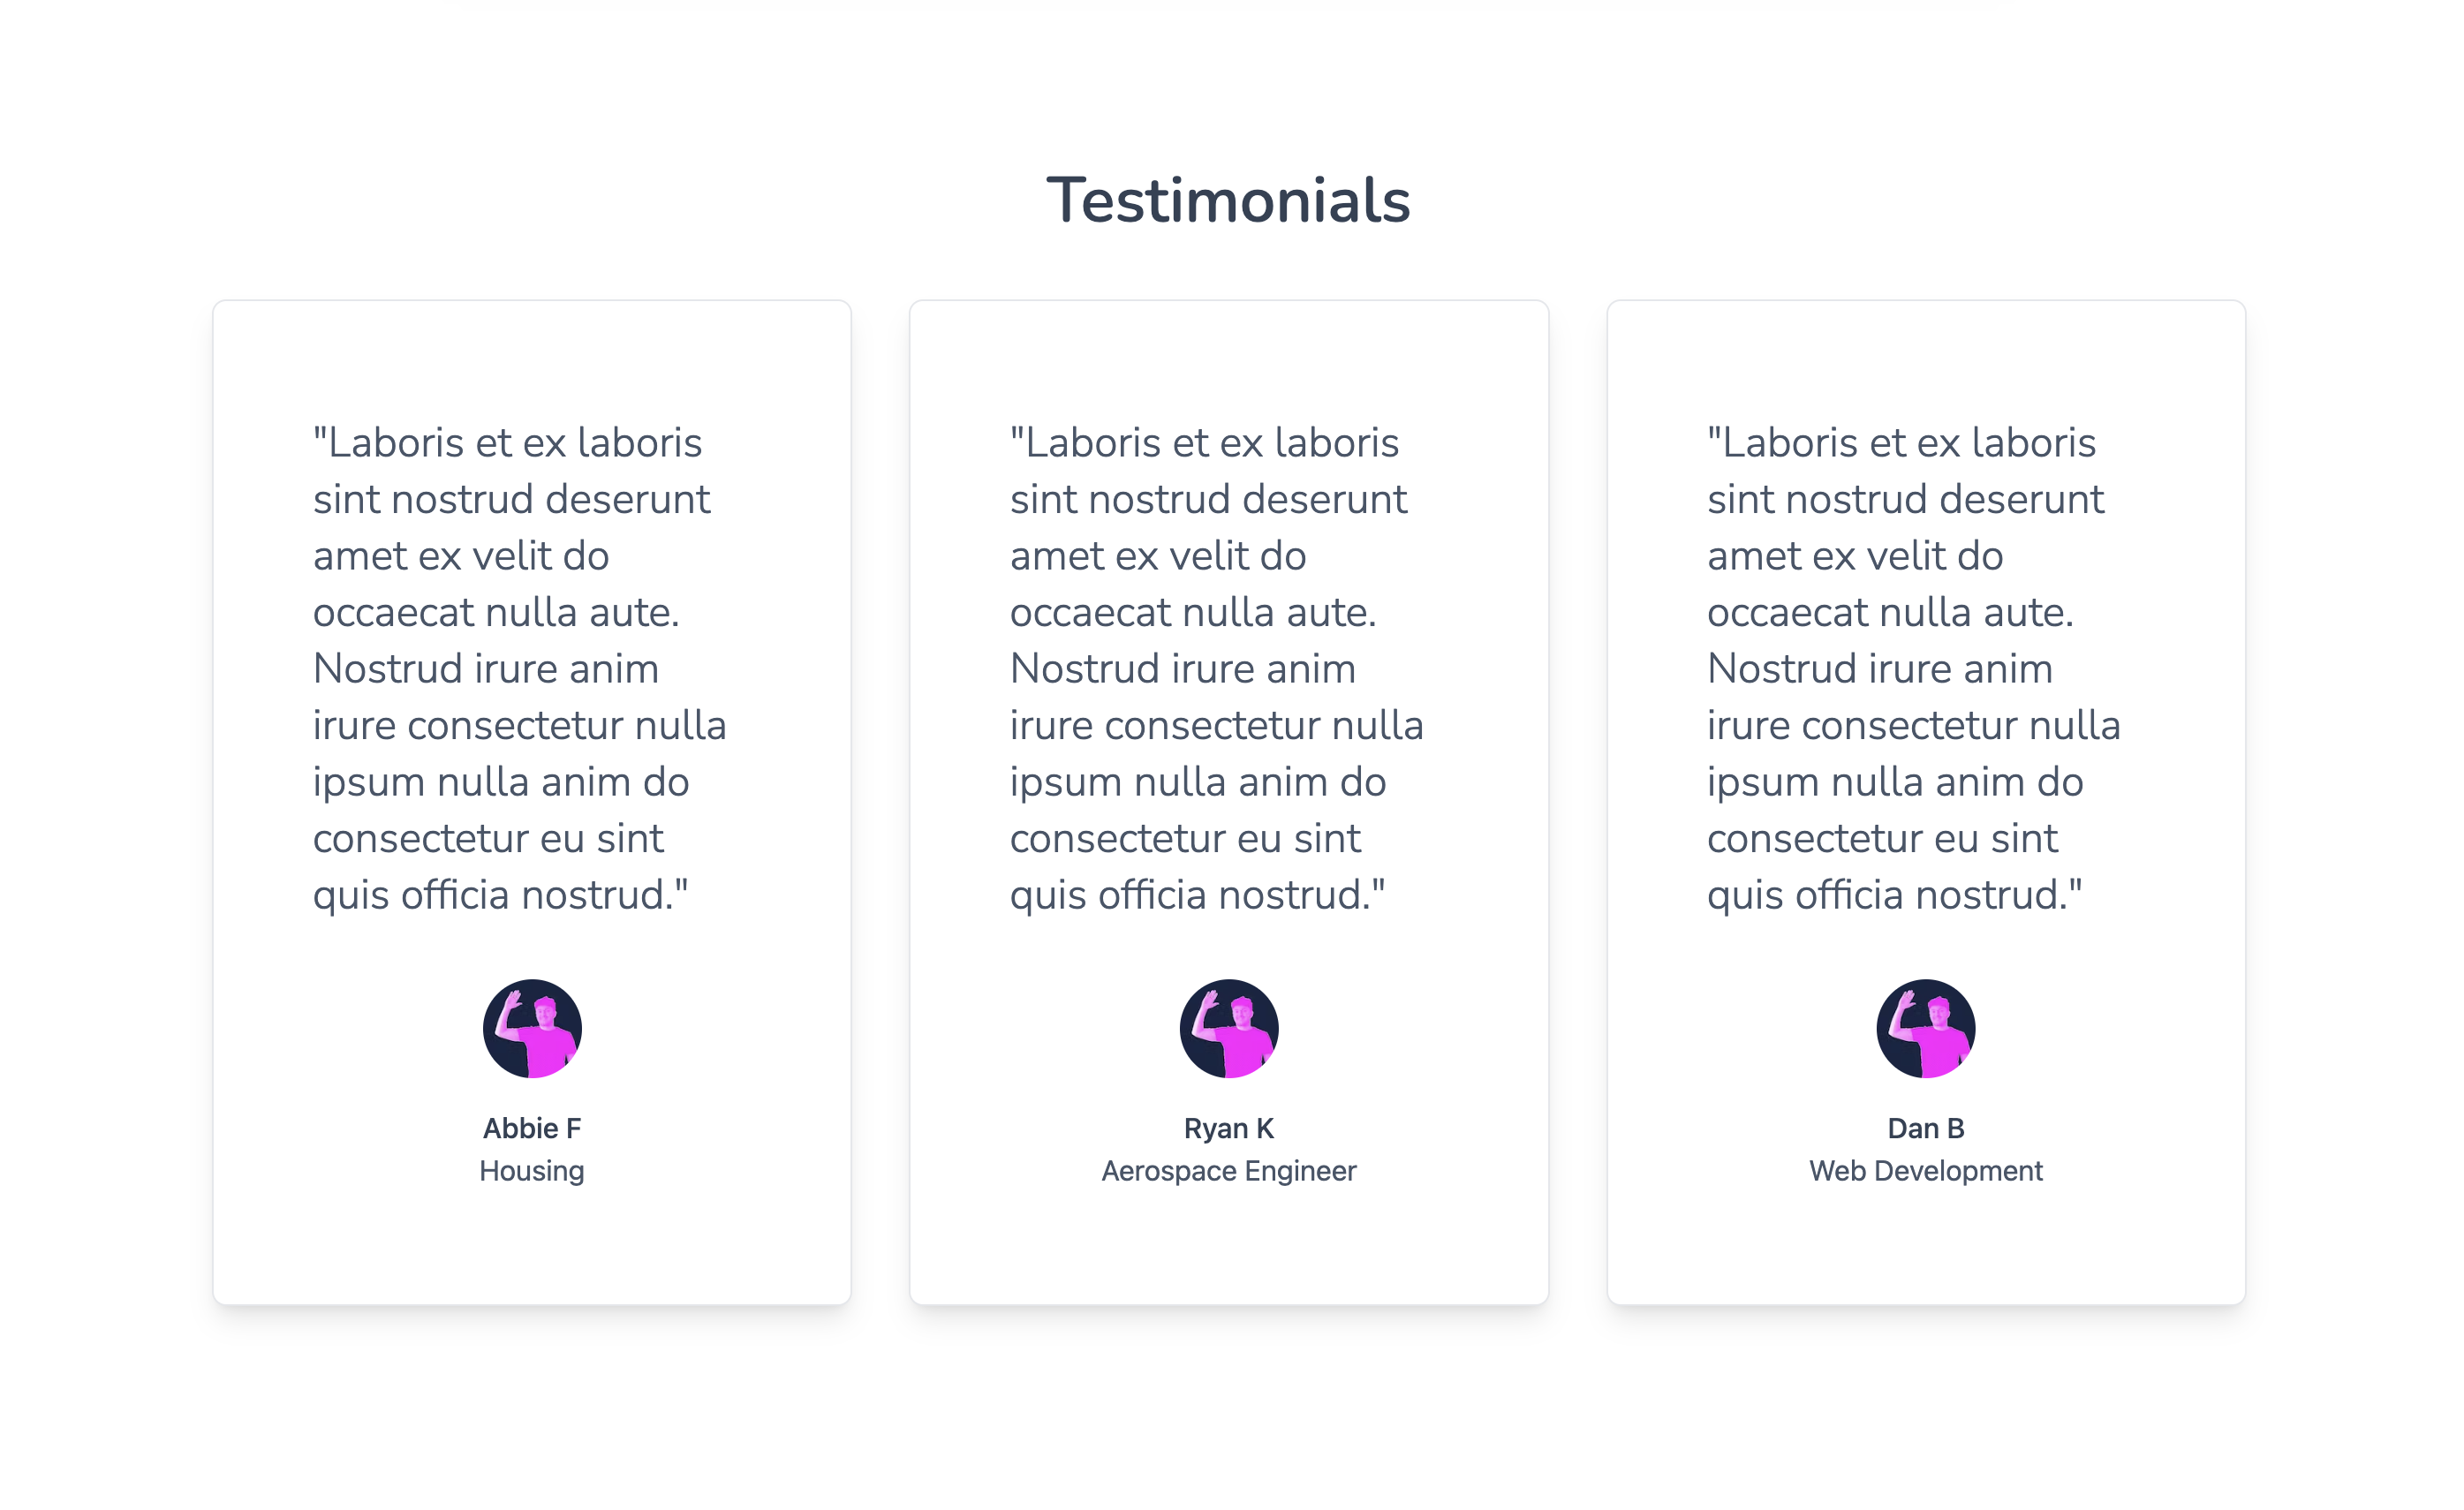 Testimonials
"Laboris et ex laboris
sint nostrud deserunt
amet ex velit do
occaecat nulla aute.
Nostrud irure anim
irure consectetur nulla
ipsum nulla anim do
consectetur eu sint
quis officia nostrud."
Abbie F
Housing
"Laboris et ex laboris
sint nostrud deserunt
amet ex velit do
occaecat nulla aute.
Nostrud irure anim
irure consectetur nulla
ipsum nulla anim do
consectetur eu sint
quis officia nostrud."
Ryan K
Aerospace Engineer
"Laboris et ex laboris
sint nostrud deserunt
amet ex velit do
occaecat nulla aute.
Nostrud irure anim
irure consectetur nulla
ipsum nulla anim do
consectetur eu sint
quis officia nostrud."
Dan B
Web Development